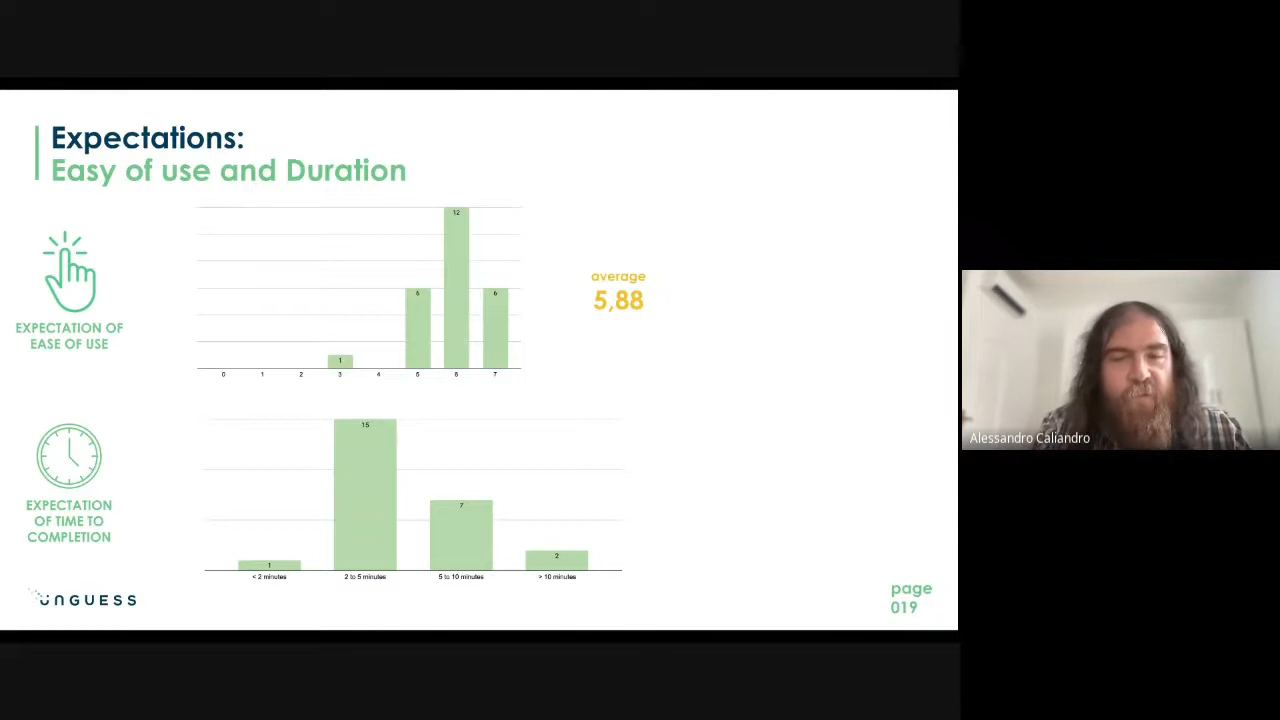 Expectations:
Easy of use and Duration
12
6
6
1
0 1 2 3 4 5 6 7
EXPECTATION OF
EASE OF USE
average
5,88
15
7
2
1
< 2 minutes 2 to 5 minutes 5 to 10 minutes > 10 minutes
EXPECTATION
OF TIME TO
COMPLETION
UNGUESS
page
019
Alessandro Caliandro